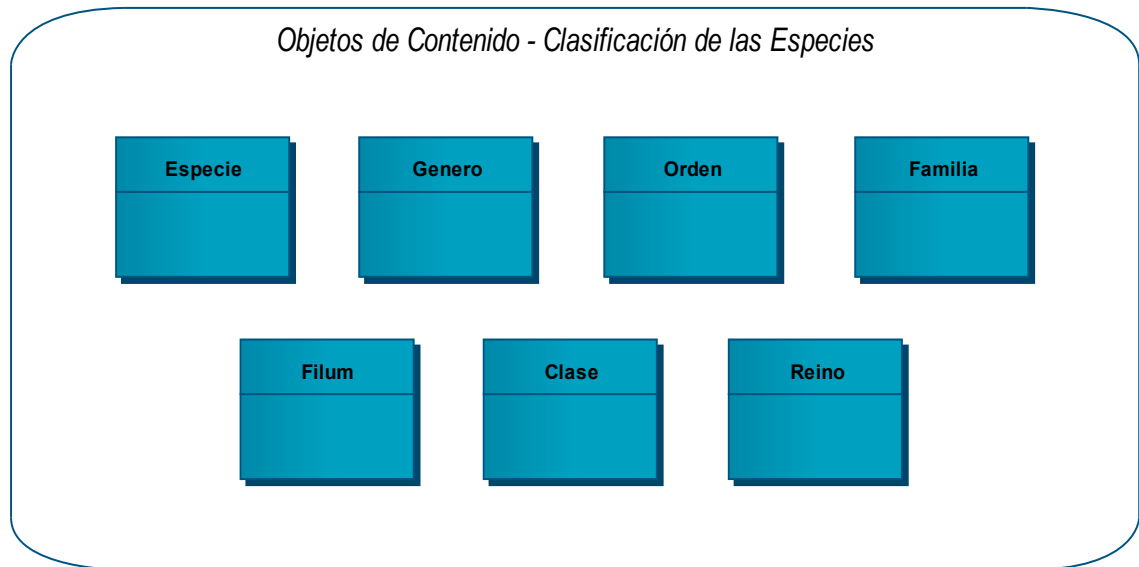 Objetos de Contenido - Clasificación de las Especies
Especie
Genero
Orden
Familia
Filum
Clase
Reino